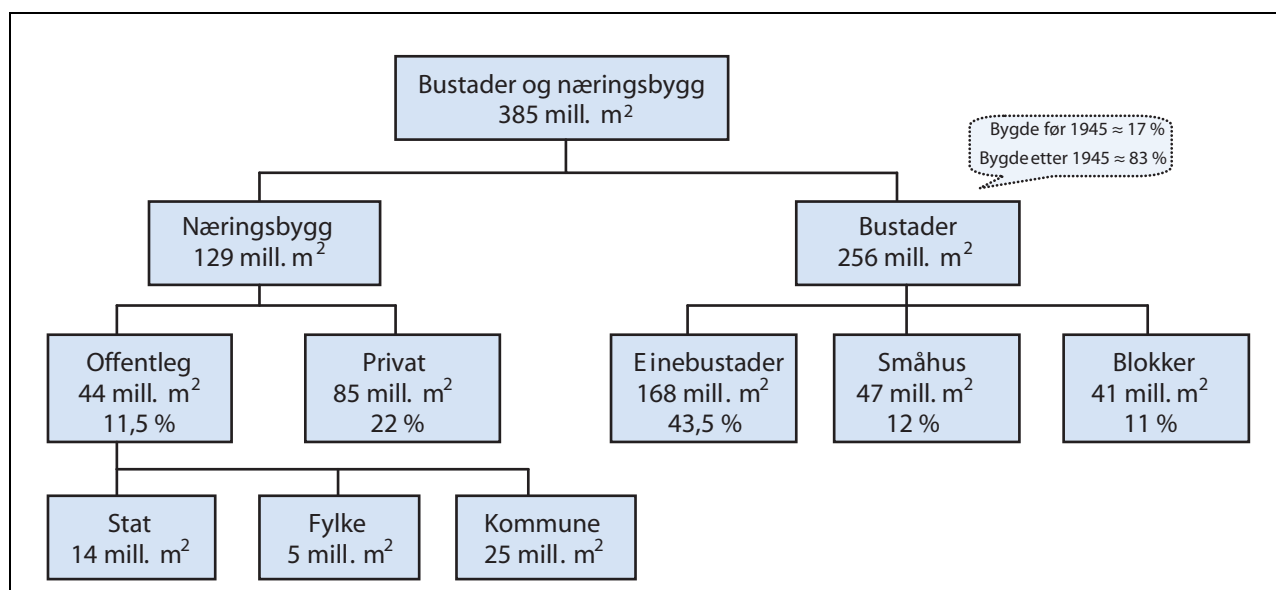 Bustader og næringsbygg
385 mill. m²
Bygde før 1945 ≈ 17 %
Bygde etter 1945 ≈ 83 %
Næringsbygg
129 mill. m²
Bustader
256 mill. m²
Offentleg
44 mill. m²
11,5 %
Privat
85 mill. m²
22 %
Einebustader
168 mill. m²
43,5 %
Småhus
47 mill. m²
12 %
Blokker
41 mill. m²
11 %
Stat
14 mill. m²
Fylke
5 mill. m²
Kommune
25 mill. m²